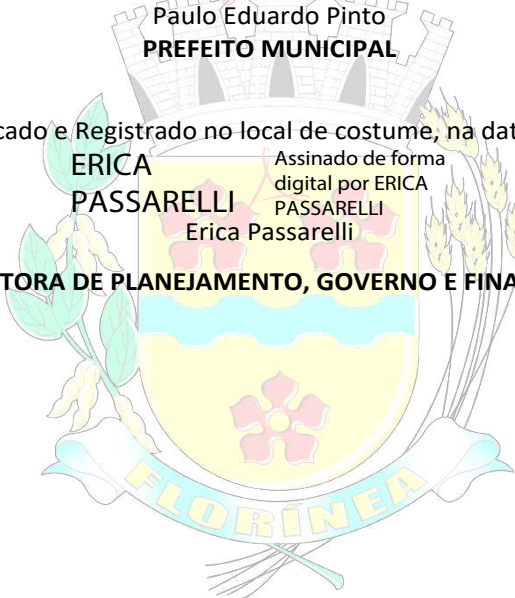 Paulo Eduardo Pinto
PREFEITO MUNICIPAL
cado e Registrado no local de costume, na dat
ERICA
PASSARELLI
Assinado de forma
digital por ERICA
PASSARELLI
Erica Passarelli
TORA DE PLANEJAMENTO, GOVERNO E FINA
FLORÍNEA